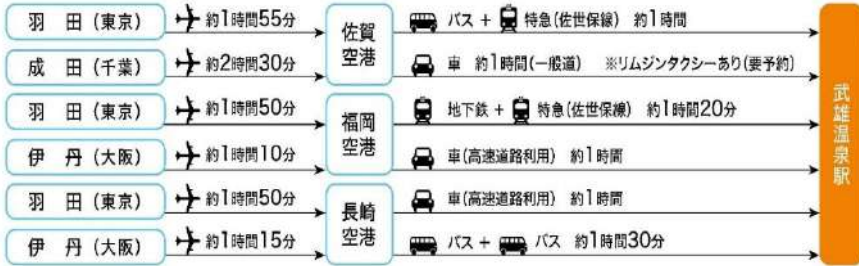 羽 田（東京） 約1時間55分 佐賀空港 バス + 特急（佐世保線） 約1時間
成 田（千葉） 約2時間30分 車 約1時間（一般道） ※リムジンタクシーあり（要予約）
羽 田（東京） 約1時間50分 福岡空港 地下鉄 + 特急（佐世保線） 約1時間20分
伊 丹（大阪） 約1時間10分 車（高速道路利用） 約1時間
羽 田（東京） 約1時間50分 長崎空港 車（高速道路利用） 約1時間
伊 丹（大阪） 約1時間15分 バス + バス 約1時間30分
武雄温泉駅